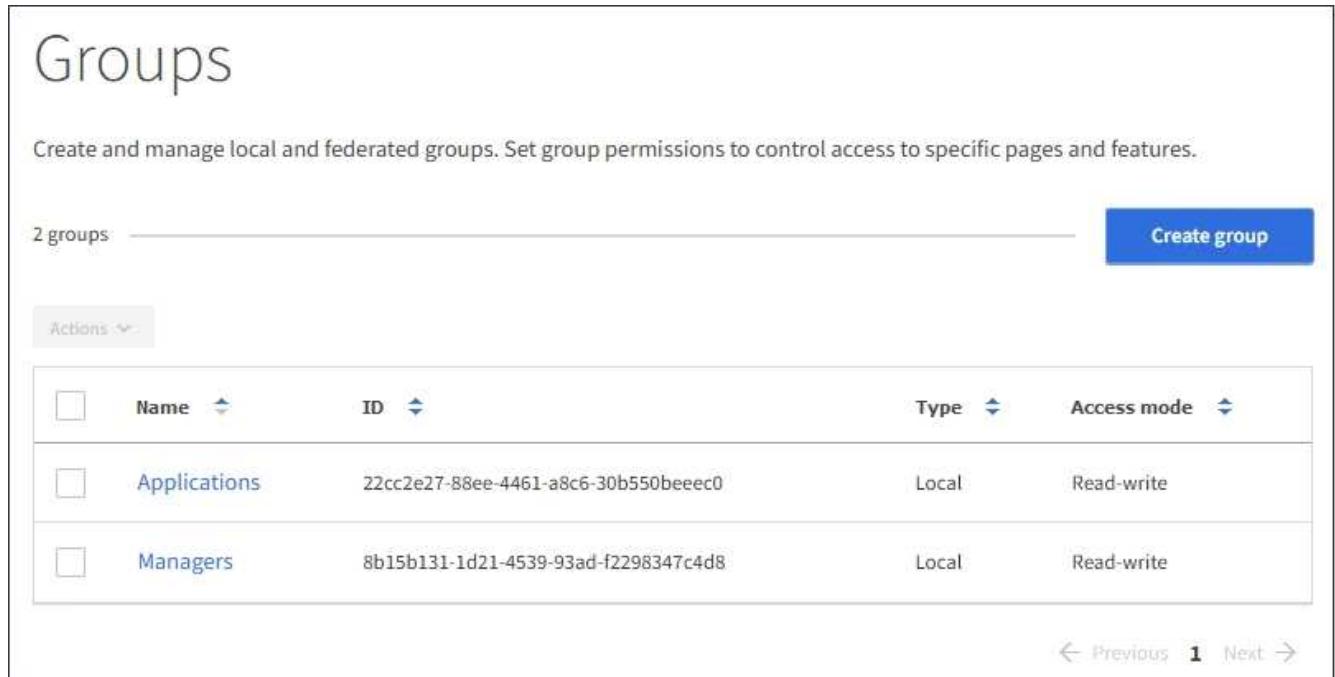 Groups
Create and manage local and federated groups. Set group permissions to control access to specific pages and features.
2 groups
Create group
Actions
Name ID Type Access mode
Applications 22cc2e27-88ee-4461-a8c6-30b550beeec0 Local Read-write
Managers 8b15b131-1d21-4539-93ad-f2298347c4d8 Local Read-write
← Previous 1 Next →